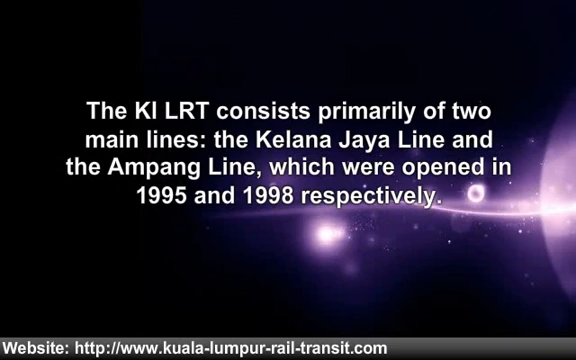 The Kl LRT consists primarily of two
main lines: the Kelana Jaya Line and
the Ampang Line, which were opened in
1995 and 1998 respectively.
Website: http://www.kuala-lumpur-rail-transit.com